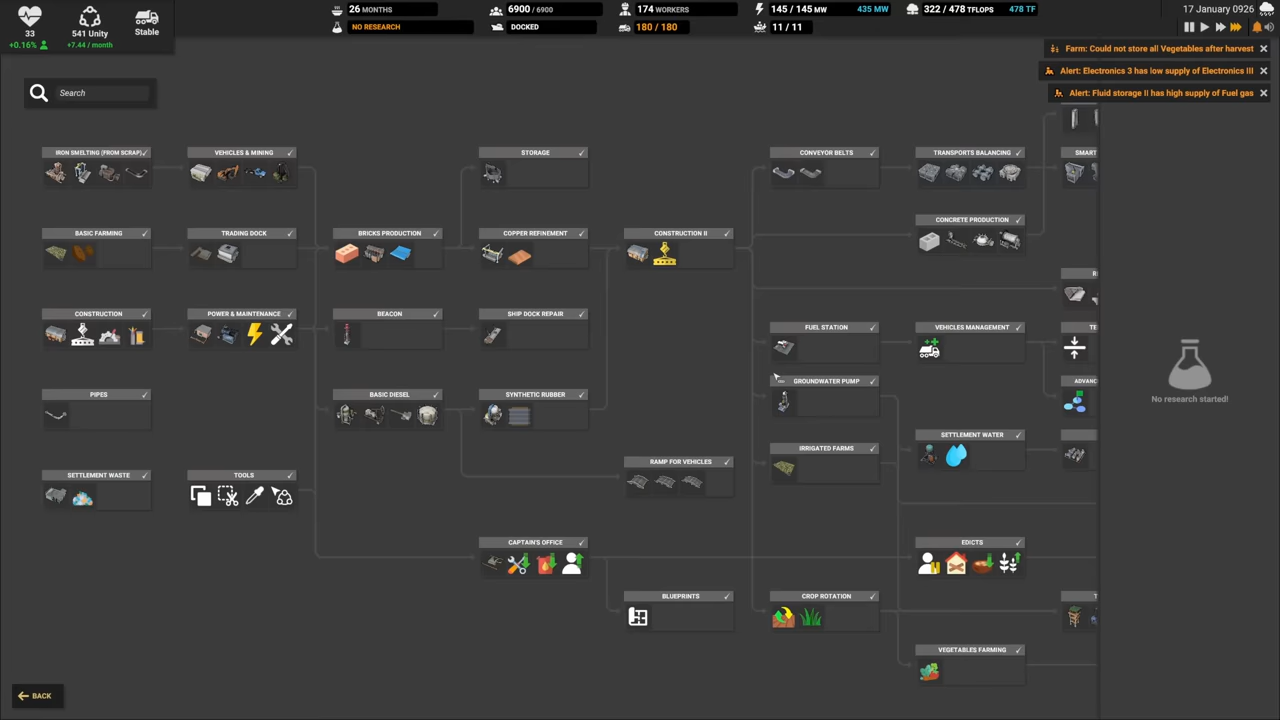 33
+0.16%
541 Unity
+7.44 / month
Stable
26 MONTHS
NO RESEARCH
6900 / 6900
DOCKED
174 WORKERS
180 / 180
145 / 145 MW 435 MW
11 / 11
322 / 478 TFLOPS 478 TF
17 January 0926
Farm: Could not store all Vegetables after harvest
Alert: Electronics 3 has low supply of Electronics III
Alert: Fluid storage II has high supply of Fuel gas
Search
IRON SMELTING (FROM SCRAP)
VEHICLES & MINING
STORAGE
CONVEYOR BELTS
TRANSPORTS BALANCING
SMART
CONCRETE PRODUCTION
BASIC FARMING
TRADING DOCK
BRICKS PRODUCTION
COPPER REFINEMENT
CONSTRUCTION II
CONSTRUCTION
POWER & MAINTENANCE
BEACON
SHIP DOCK REPAIR
FUEL STATION
VEHICLES MANAGEMENT
TE
GROUNDWATER PUMP
ADVANC
PIPES
BASIC DIESEL
SYNTHETIC RUBBER
SETTLEMENT WATER
IRRIGATED FARMS
RAMP FOR VEHICLES
SETTLEMENT WASTE
TOOLS
CAPTAIN'S OFFICE
EDICTS
BLUEPRINTS
CROP ROTATION
VEGETABLES FARMING
No research started!
BACK